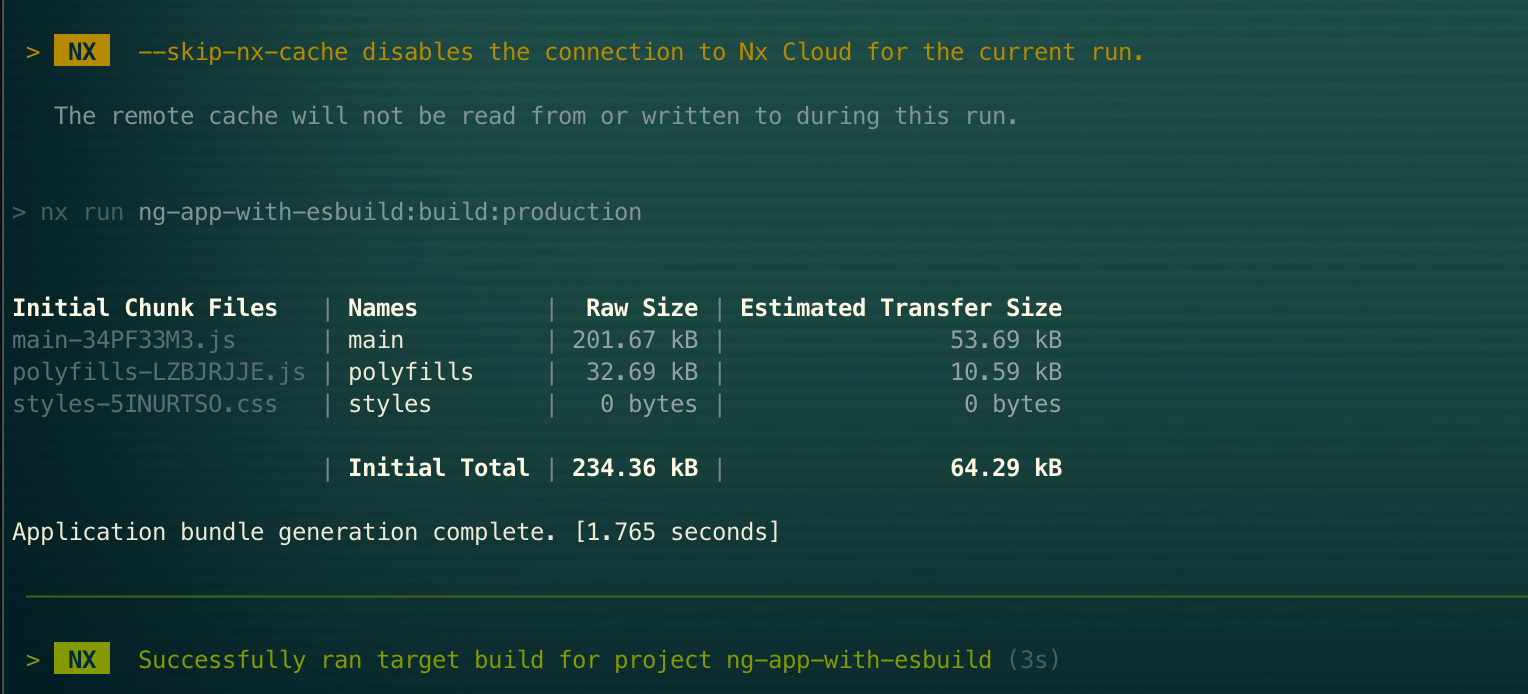 > NX --skip-nx-cache disables the connection to Nx Cloud for the current run.
The remote cache will not be read from or written to during this run.
> nx run ng-app-with-esbuild:build:production
Initial Chunk Files | Names | Raw Size | Estimated Transfer Size
main-34PF33M3.js | main | 201.67 kB | 53.69 kB
polyfills-LZBJRJJE.js | polyfills | 32.69 kB | 10.59 kB
styles-5INURTSO.css | styles | 0 bytes | 0 bytes
| Initial Total | 234.36 kB | 64.29 kB
Application bundle generation complete. [1.765 seconds]
> NX Successfully ran target build for project ng-app-with-esbuild (3s)